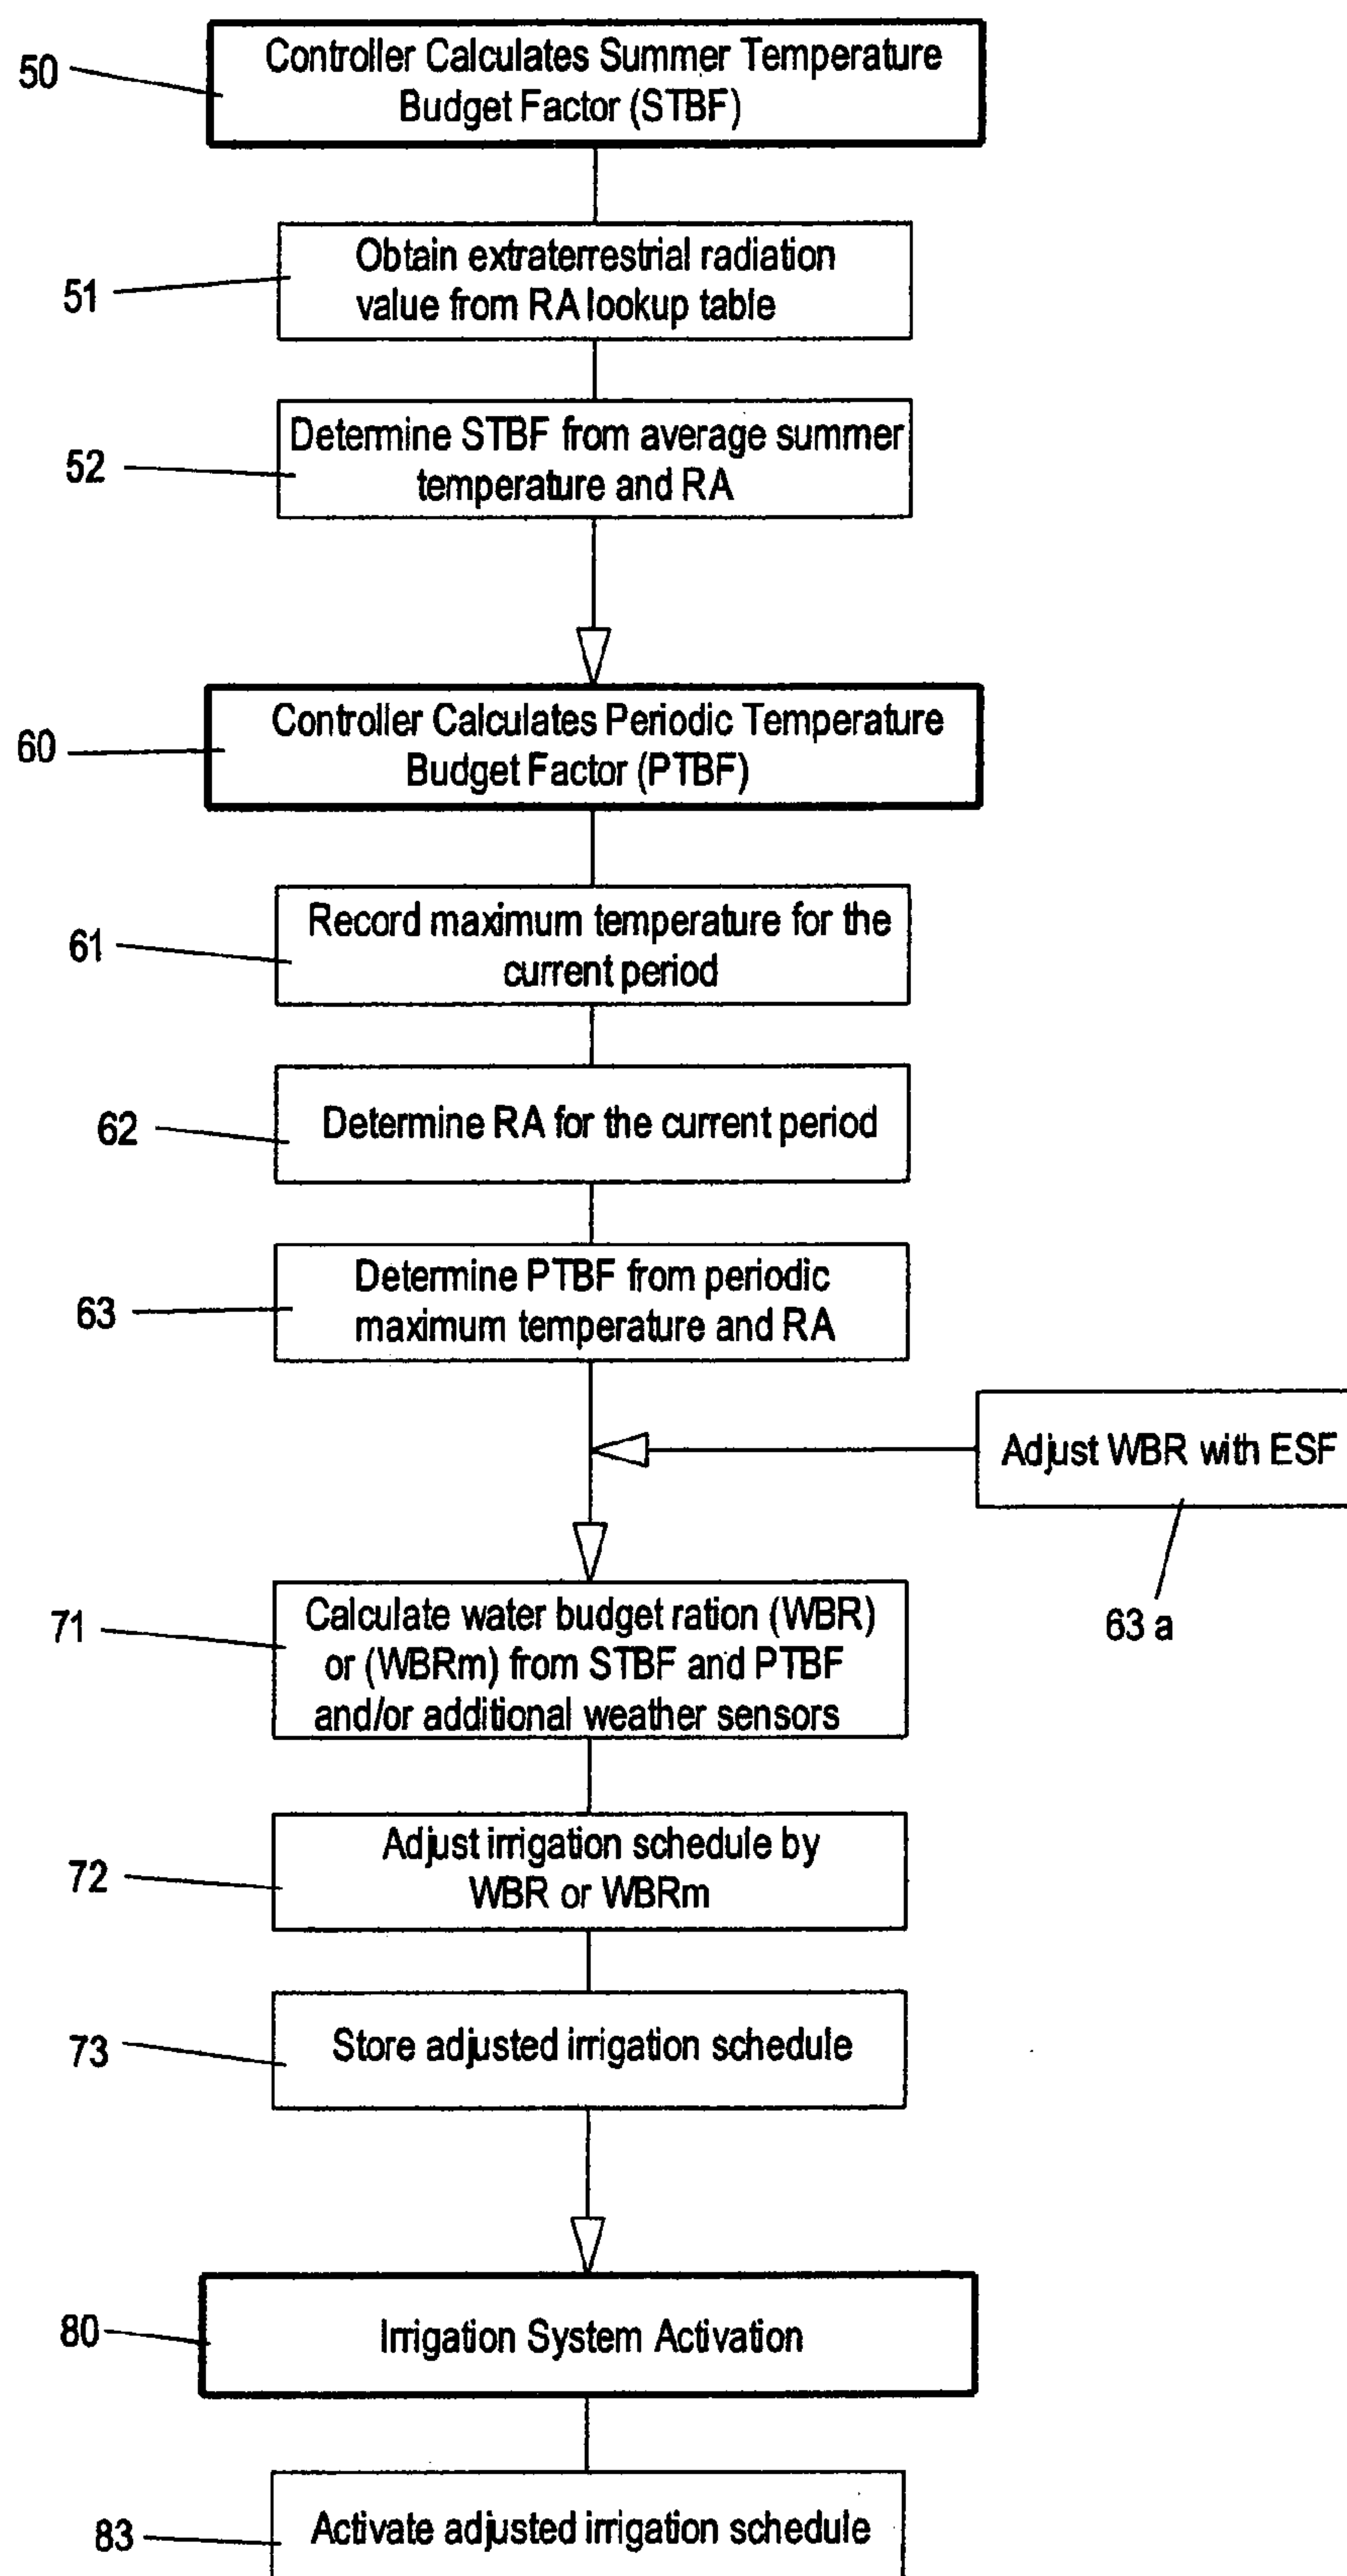 50
Controller Calculates Summer Temperature
Budget Factor (STBF)
51
Obtain extraterrestrial radiation
value from RA lookup table
52
Determine STBF from average summer
temperature and RA
60
Controller Calculates Periodic Temperature
Budget Factor (PTBF)
61
Record maximum temperature for the
current period
62
Determine RA for the current period
63
Determine PTBF from periodic
maximum temperature and RA
Adjust WBR with ESF
63 a
71
Calculate water budget ration (WBR)
or (WBRm) from STBF and PTBF
and/or additional weather sensors
72
Adjust irrigation schedule by
WBR or WBRm
73
Store adjusted irrigation schedule
80
Irrigation System Activation
83
Activate adjusted irrigation schedule